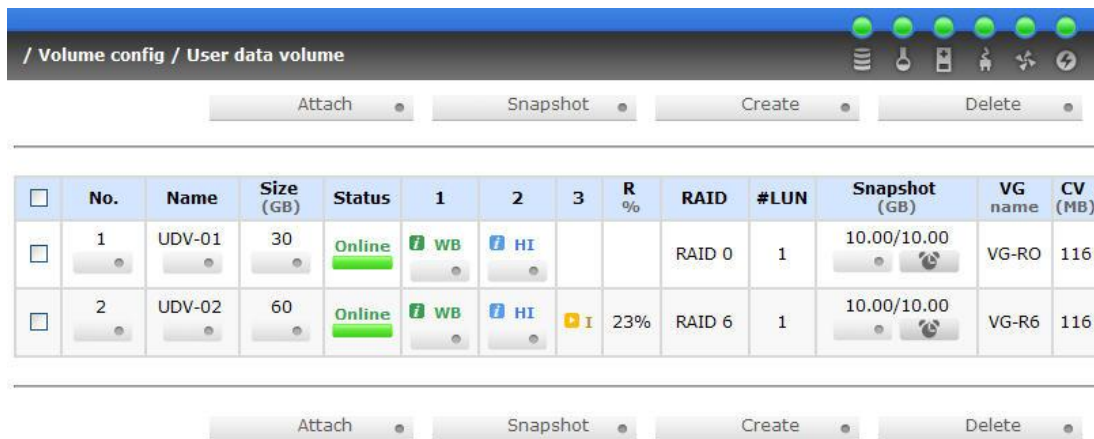 / Volume config / User data volume
Attach Snapshot Create Delete
No. Name Size (GB) Status 1 2 3 R % RAID #LUN Snapshot (GB) VG name CV (MB)
1 UDV-01 30 Online WB HI RAID 0 1 10.00/10.00 VG-RO 116
2 UDV-02 60 Online WB HI I 23% RAID 6 1 10.00/10.00 VG-R6 116
Attach Snapshot Create Delete